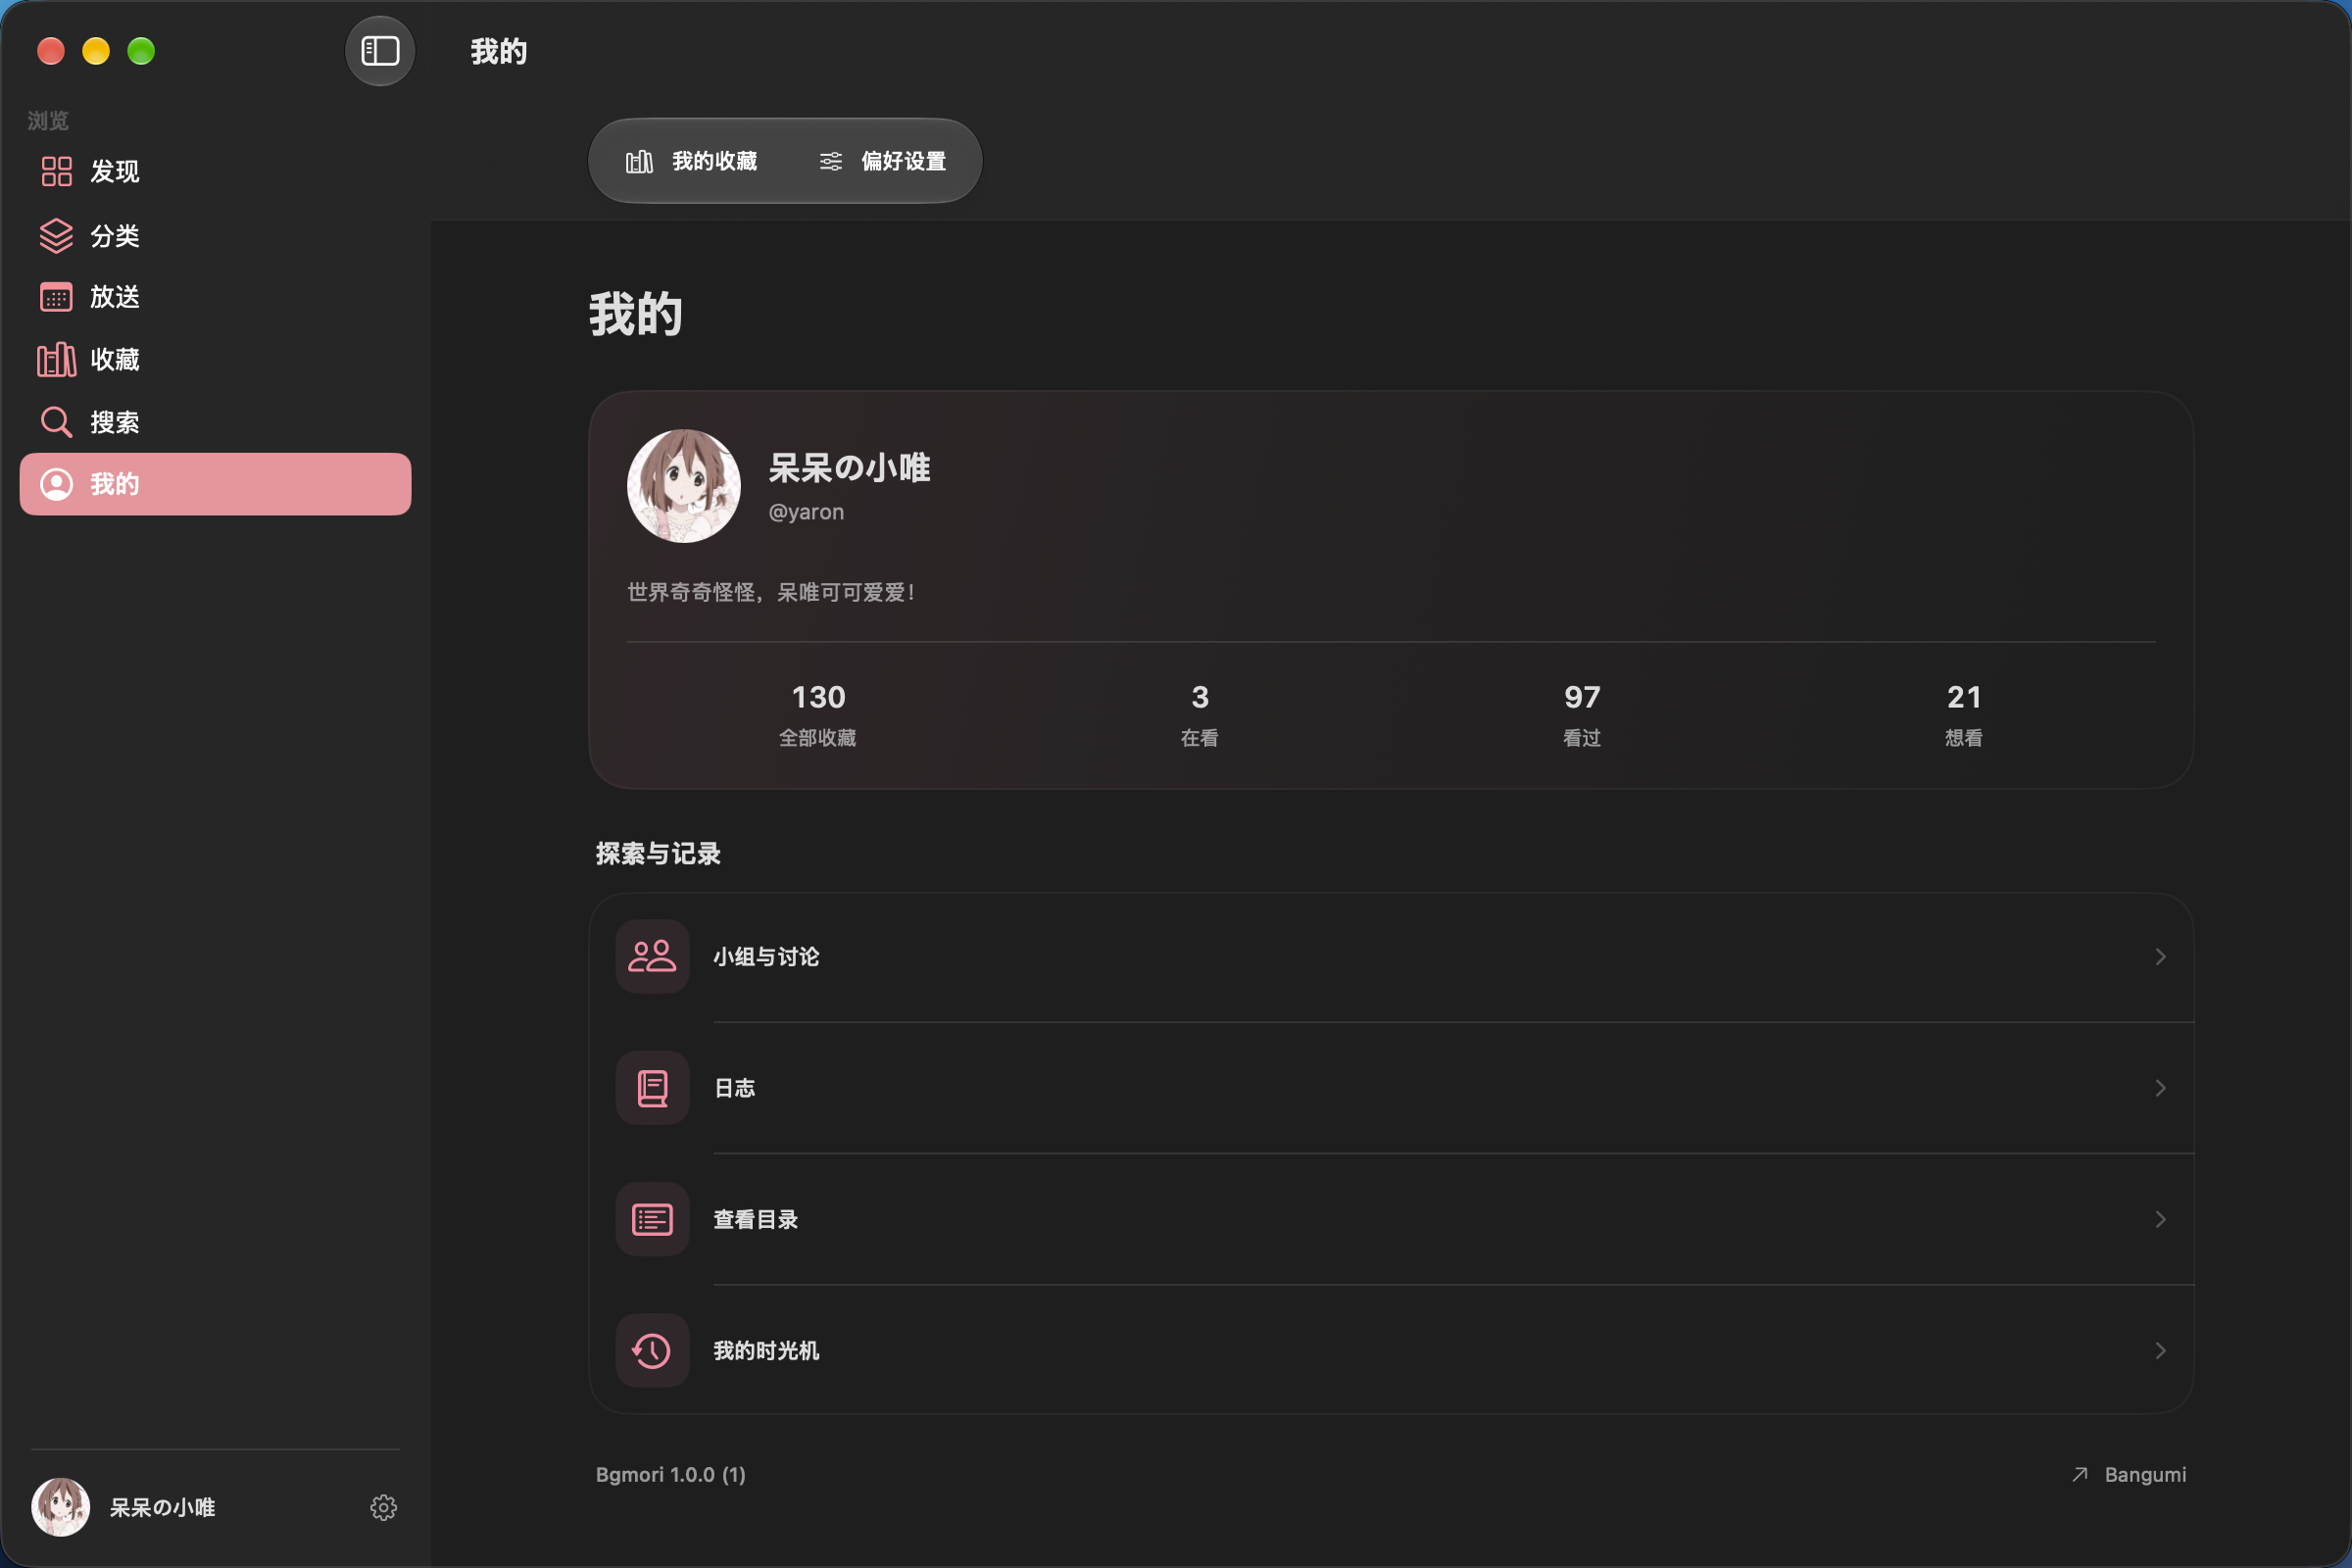 我的
浏览
发现
分类
放送
收藏
搜索
我的
呆呆の小唯
我的收藏 偏好设置
我的
呆呆の小唯
@yaron
世界奇奇怪怪，呆唯可可爱爱！
130 3 97 21
全部收藏 在看 看过 想看
探索与记录
小组与讨论
日志
查看目录
我的时光机
Bgmori 1.0.0 (1) Bangumi